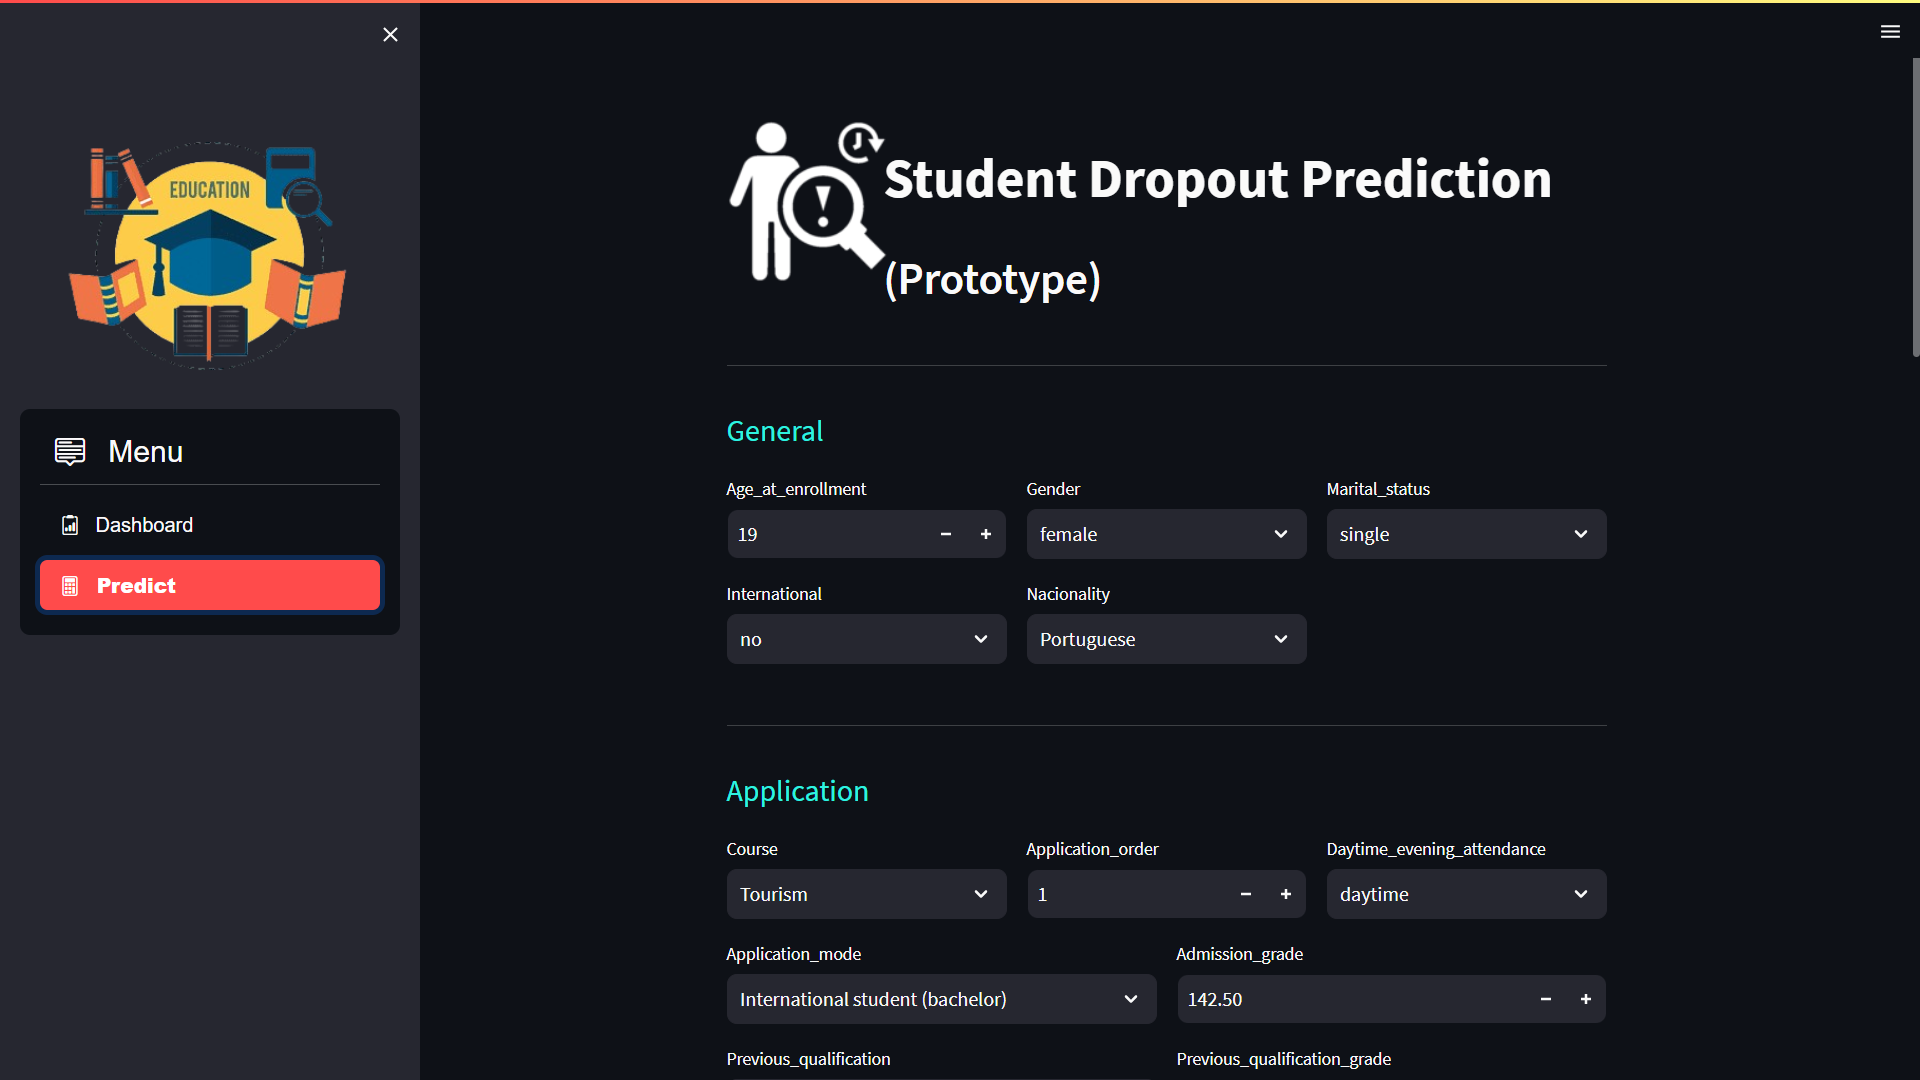 EDUCATION
Menu
Dashboard
Predict
Student Dropout Prediction
(Prototype)
General
Age_at_enrollment Gender Marital_status
19 female single
International Nacionality
no Portuguese
Application
Course Application_order Daytime_evening_attendance
Tourism 1 daytime
Application_mode Admission_grade
International student (bachelor) 142.50
Previous_qualification Previous_qualification_grade